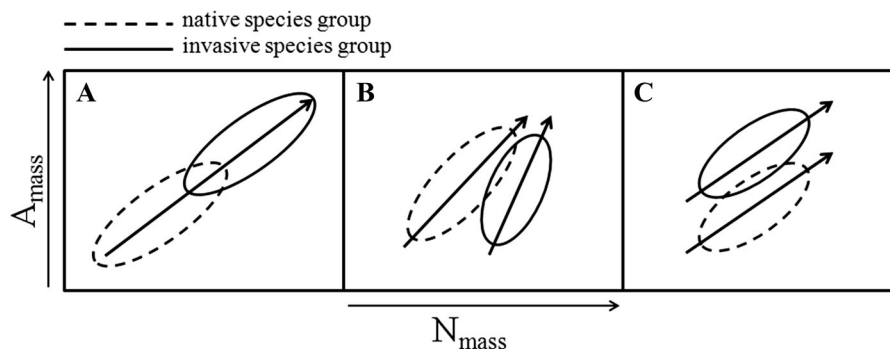 native species group
invasive species group
A B C
Amass
Nmass